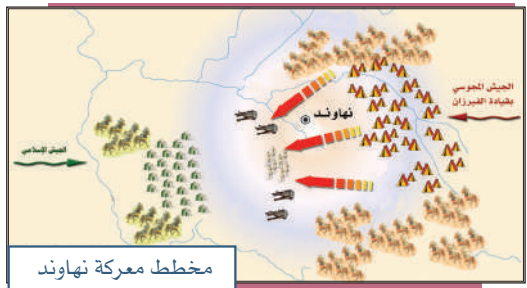 الجيش المجوسي
بقيادة الفيرزان
نهاوند
الجيش الإسلامي
مخطط معركة نهاوند